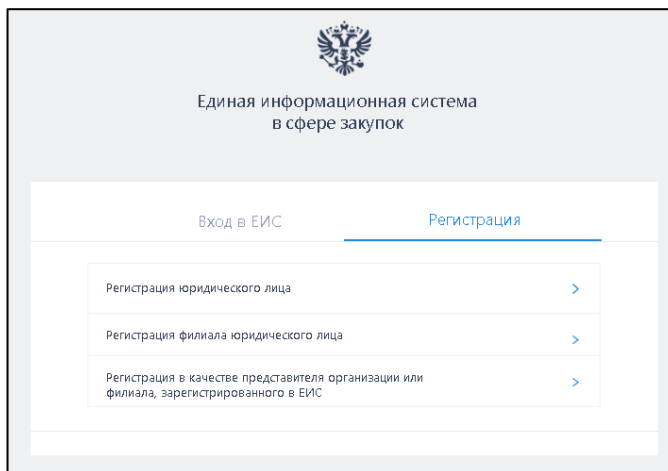 Единая информационная система
в сфере закупок
Вход в ЕИС
Регистрация
Регистрация юридического лица
Регистрация филиала юридического лица
Регистрация в качестве представителя организации или
филиала, зарегистрированного в ЕИС